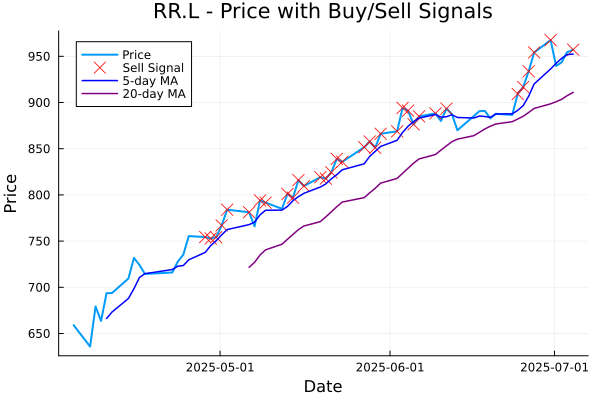 RR.L - Price with Buy/Sell Signals
Price
Sell Signal
5-day MA
20-day MA
950
900
850
800
750
700
650
Price
2025-05-01
2025-06-01
2025-07-01
Date